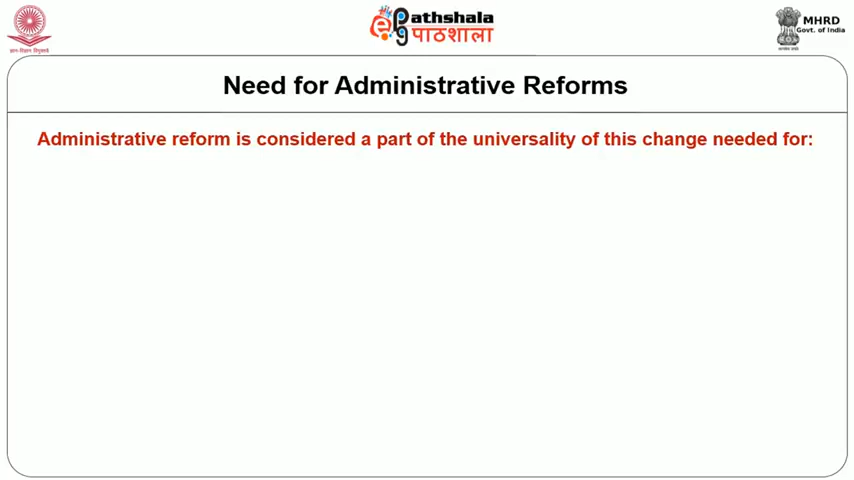 ePathshala
पाठशाला
MHRD
Govt. of India
Need for Administrative Reforms
Administrative reform is considered a part of the universality of this change needed for: